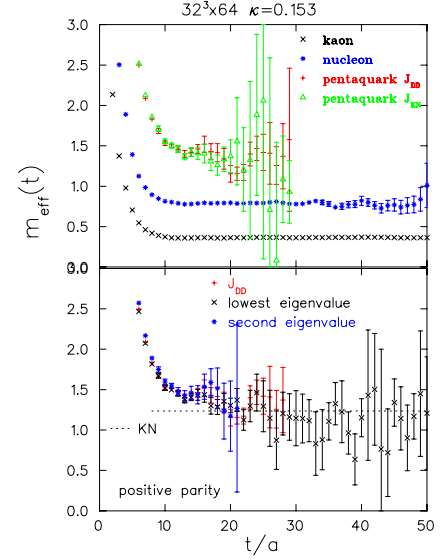 32³x64 κ=0.153
3.0
2.5
2.0
1.5
1.0
0.5
kaon
nucleon
pentaquark J_DD
pentaquark J_KN
m_eff(t)
3.0
2.5
2.0
1.5
1.0
0.5
0.0
J_DD
lowest eigenvalue
second eigenvalue
KN
positive parity
0 10 20 30 40 50
t/a